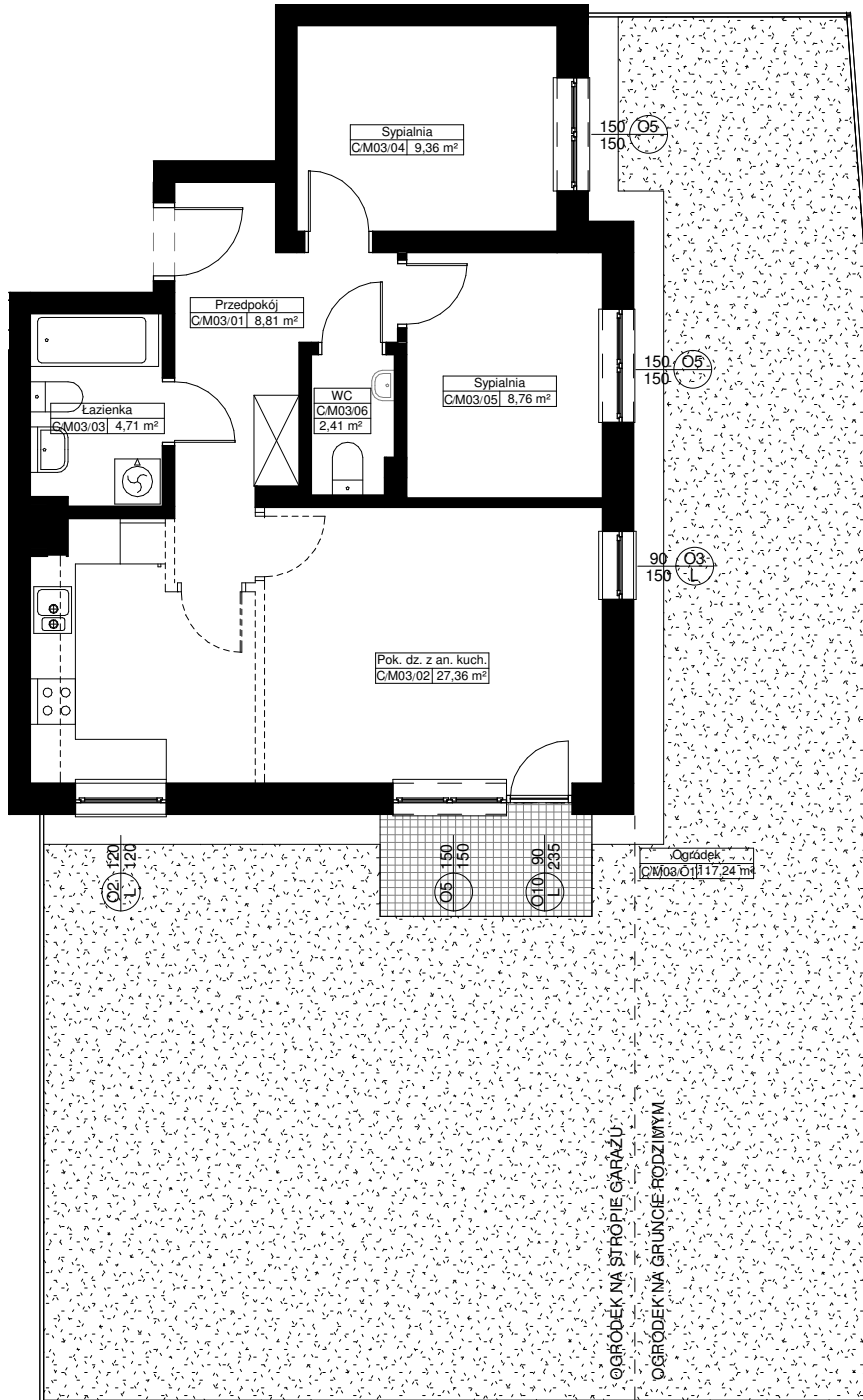 Sypialnia
C/M03/04 9,36 m²
150 O5
150
Przedpokój
C/M03/01 8,81 m²
150 O5
150
Sypialnia
C/M03/05 8,76 m²
WC
C/M03/06
2,41 m²
Łazienka
C/M03/03 4,71 m²
90 O3
150 L
Pok. dz. z an. kuch.
C/M03/02 27,36 m²
O2 120
L 120
O5 150
150
O10 90
L 235
Ogródek
C/M03/O1 117,24 m²
OGRÓDEK NA STROPIE GARAŻU
OGRÓDEK NA GRUNCIE RODZIMYM